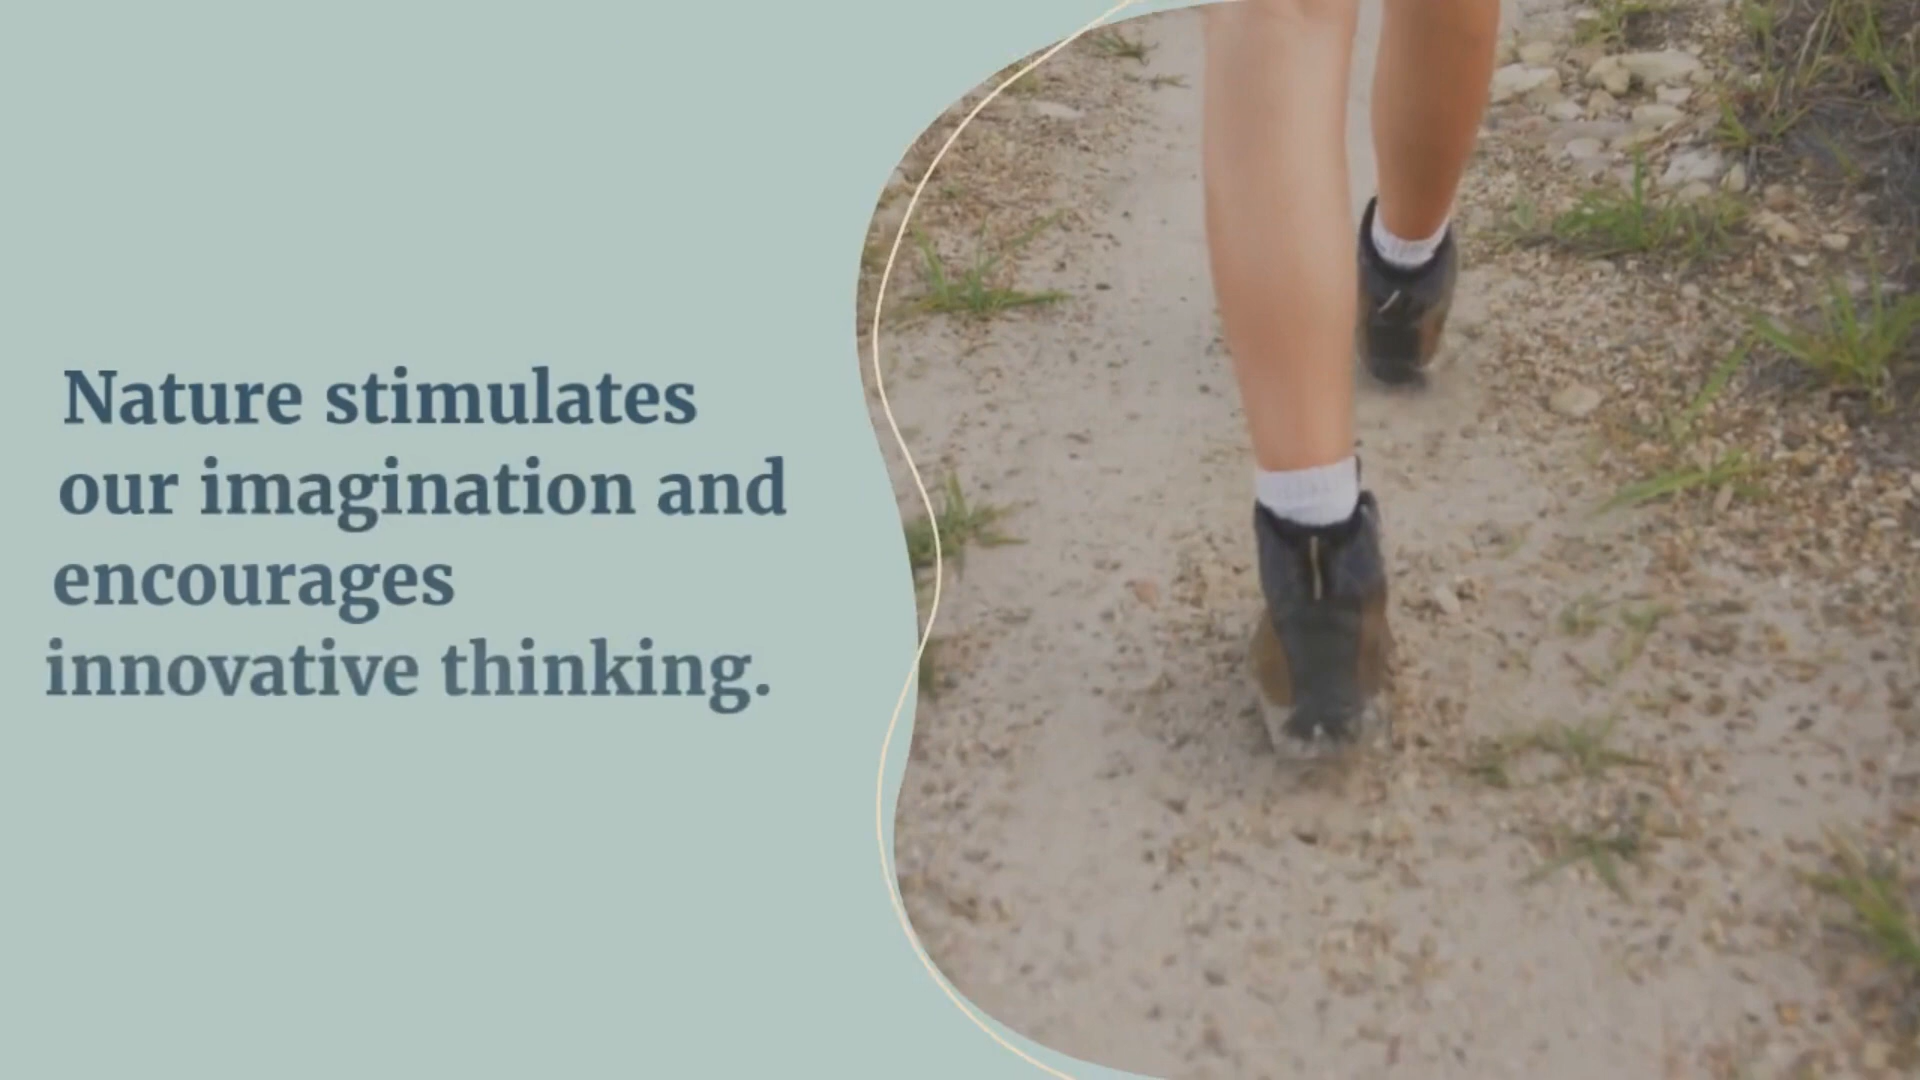 Nature stimulates
our imagination and
encourages
innovative thinking.